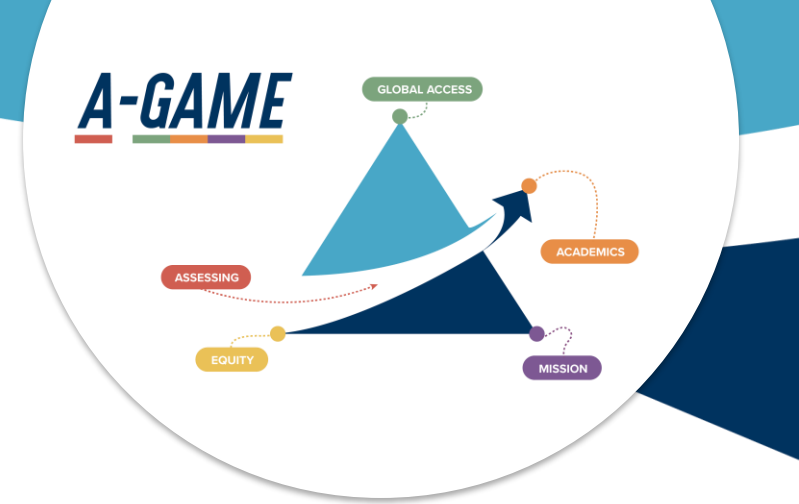 A-GAME
GLOBAL ACCESS
ACADEMICS
ASSESSING
EQUITY
MISSION